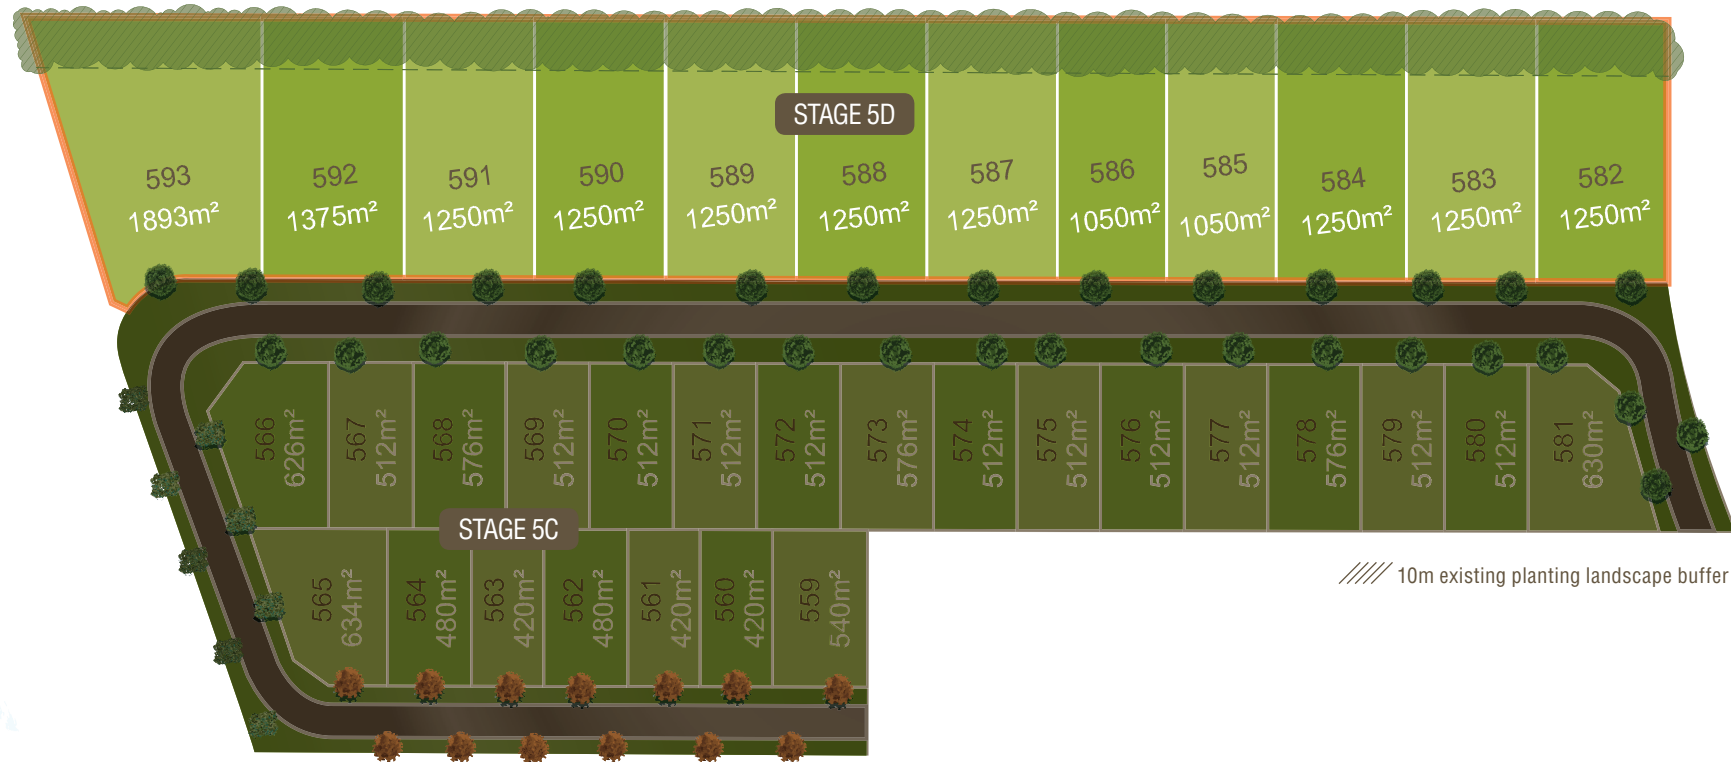 STAGE 5D
593
1893m²
592
1375m²
591
1250m²
590
1250m²
589
1250m²
588
1250m²
587
1250m²
586
1050m²
585
1050m²
584
1250m²
583
1250m²
582
1250m²
566
626m²
567
512m²
568
576m²
569
512m²
570
512m²
571
512m²
572
512m²
573
576m²
574
512m²
575
512m²
576
512m²
577
512m²
578
576m²
579
512m²
580
512m²
581
630m²
STAGE 5C
565
634m²
564
480m²
563
420m²
562
480m²
561
420m²
560
420m²
559
540m²
10m existing planting landscape buffer